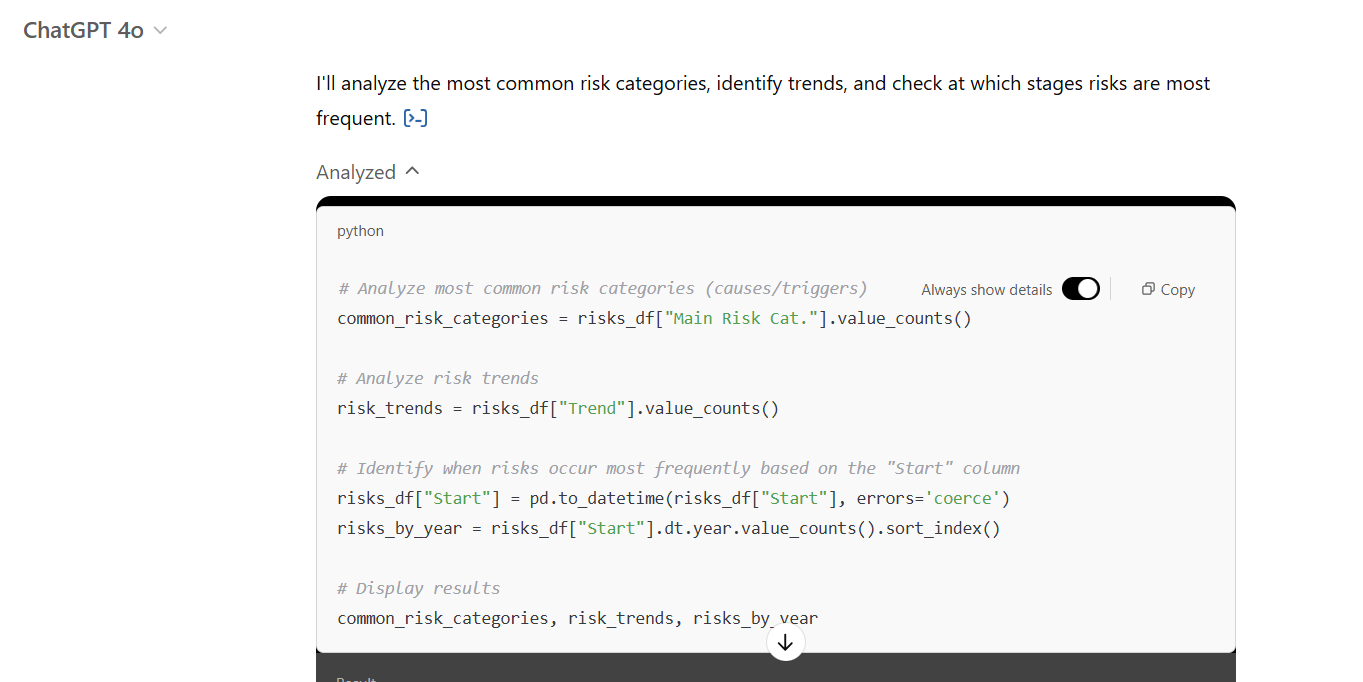 ChatGPT 4o
I'll analyze the most common risk categories, identify trends, and check at which stages risks are most
frequent.
Analyzed
python
# Analyze most common risk categories (causes/triggers)
Always show details
Copy
common_risk_categories = risks_df["Main Risk Cat."].value_counts()
# Analyze risk trends
risk_trends = risks_df["Trend"].value_counts()
# Identify when risks occur most frequently based on the "Start" column
risks_df["Start"] = pd.to_datetime(risks_df["Start"], errors='coerce')
risks_by_year = risks_df["Start"].dt.year.value_counts().sort_index()
# Display results
common_risk_categories, risk_trends, risks_by_year
Result